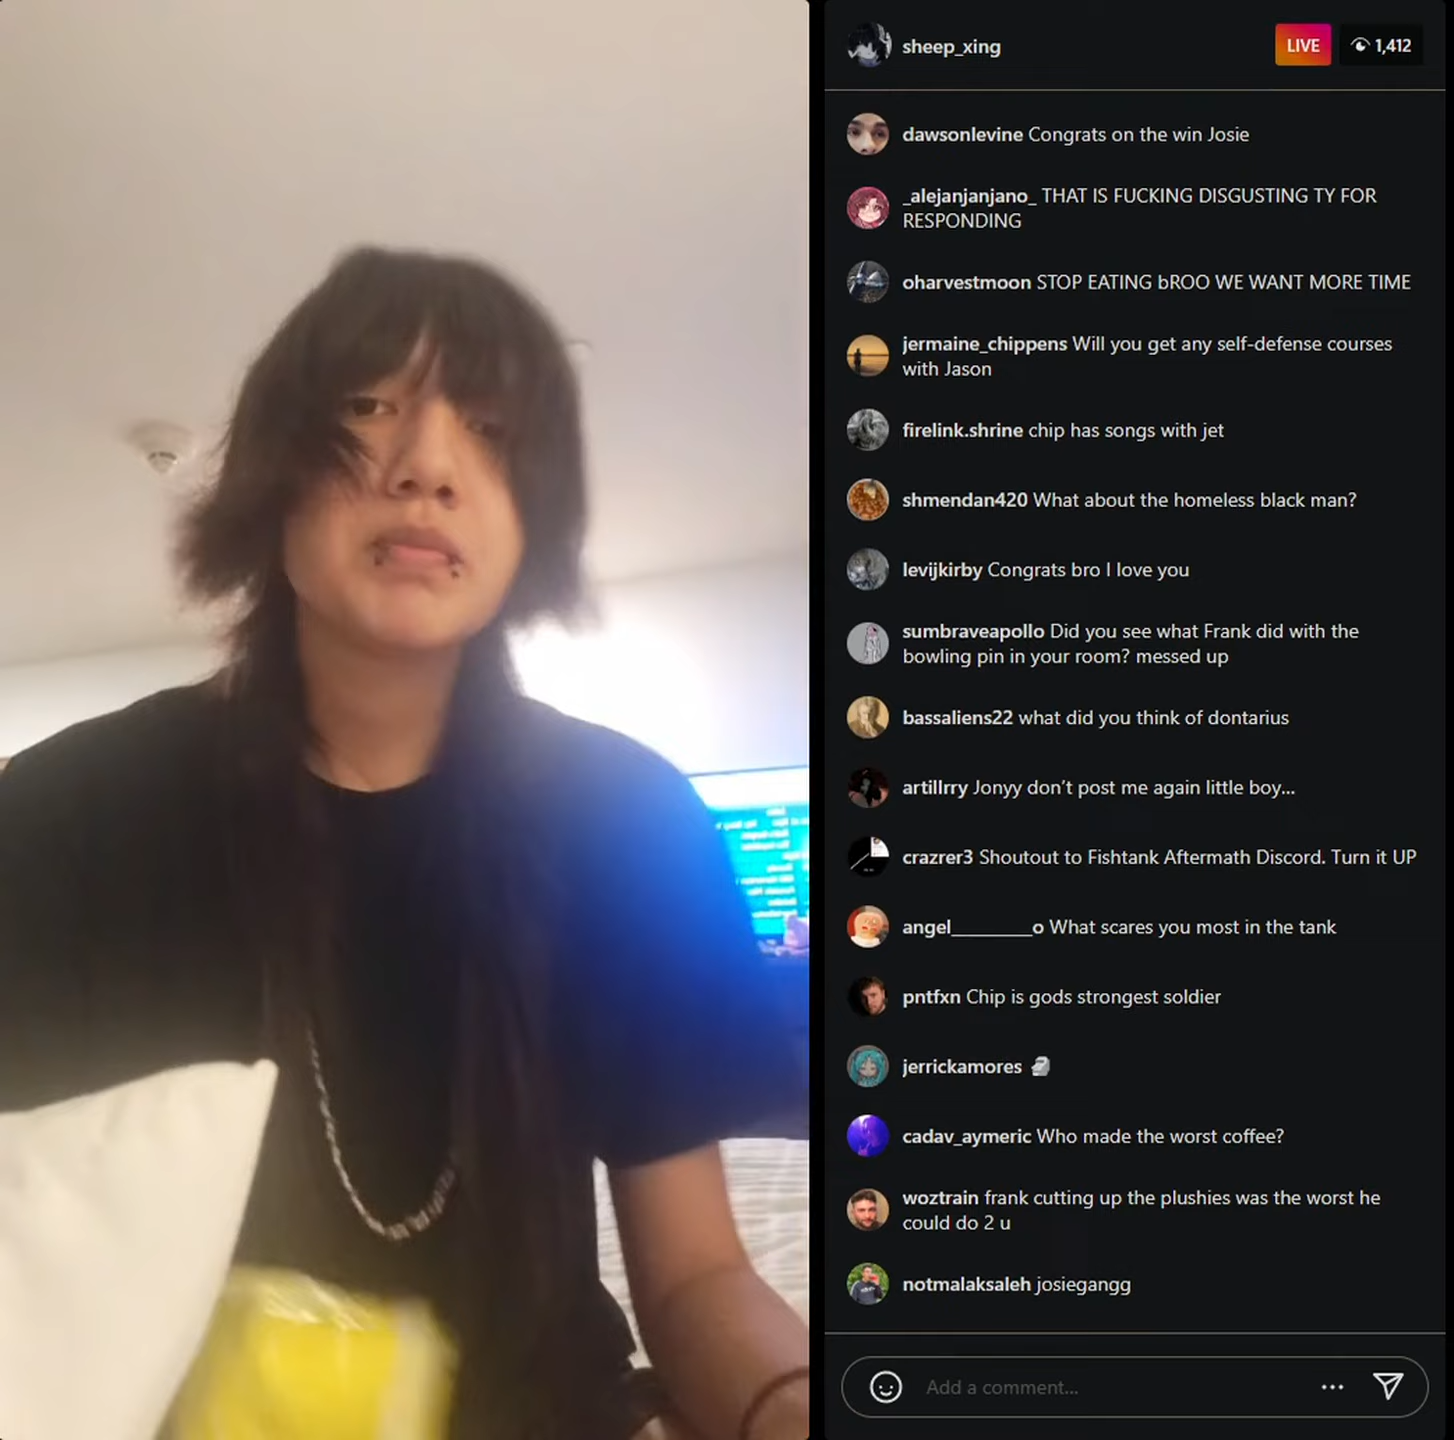 sheep_xing
LIVE
1,412
dawsonlevine Congrats on the win Josie
_alejanjanjano_ THAT IS FUCKING DISGUSTING TY FOR
RESPONDING
oharvestmoon STOP EATING bROO WE WANT MORE TIME
jermaine_chippens Will you get any self-defense courses
with Jason
firelink.shrine chip has songs with jet
shmendan420 What about the homeless black man?
levijkirby Congrats bro I love you
sumbraveapollo Did you see what Frank did with the
bowling pin in your room? messed up
bassaliens22 what did you think of dontarius
artillrry Jonyy don’t post me again little boy...
crazrer3 Shoutout to Fishtank Aftermath Discord. Turn it UP
angel__________o What scares you most in the tank
pntfxn Chip is gods strongest soldier
jerrickamores 🗿
cadav_aymeric Who made the worst coffee?
woztrain frank cutting up the plushies was the worst he
could do 2 u
notmalaksaleh josiegangg
Add a comment...